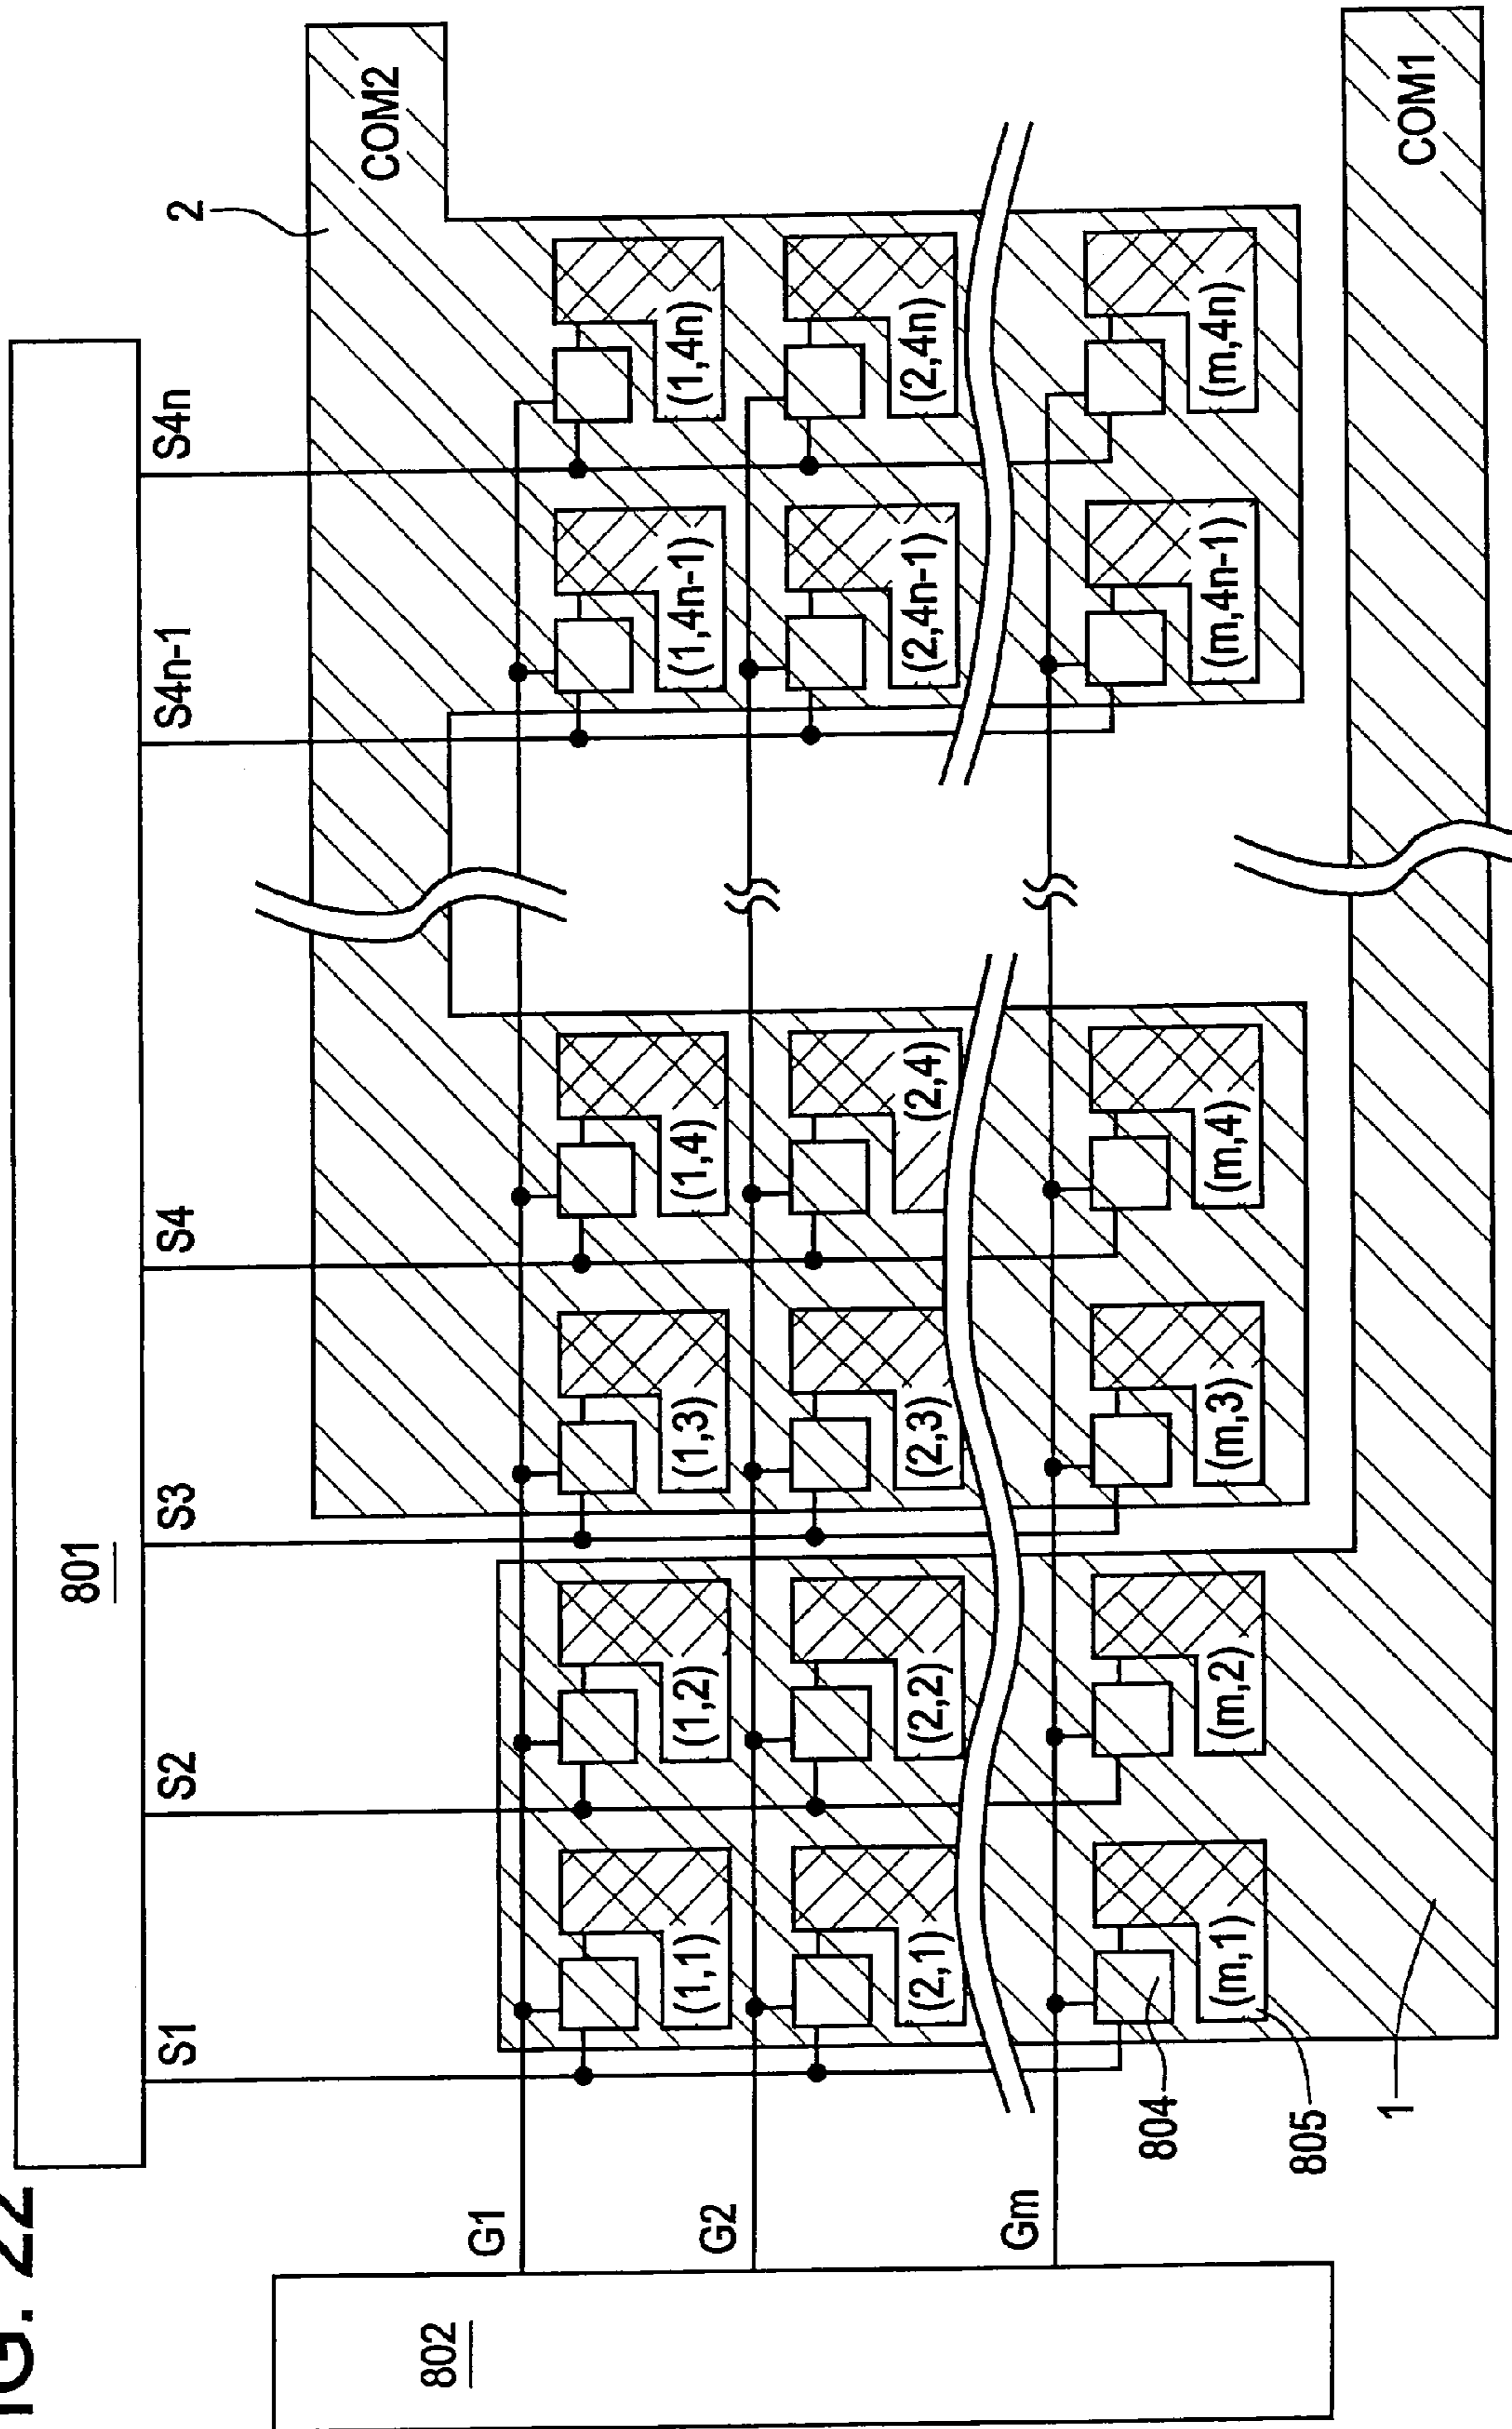 IG. 22
801
S1 S2 S3 S4 S4n-1 S4n
2
COM2
G1
(1,1) (1,2) (1,3) (1,4) (1,4n-1) (1,4n)
G2
(2,1) (2,2) (2,3) (2,4) (2,4n-1) (2,4n)
802
Gm
(m,1) (m,2) (m,3) (m,4) (m,4n-1) (m,4n)
804
805
1
COM1